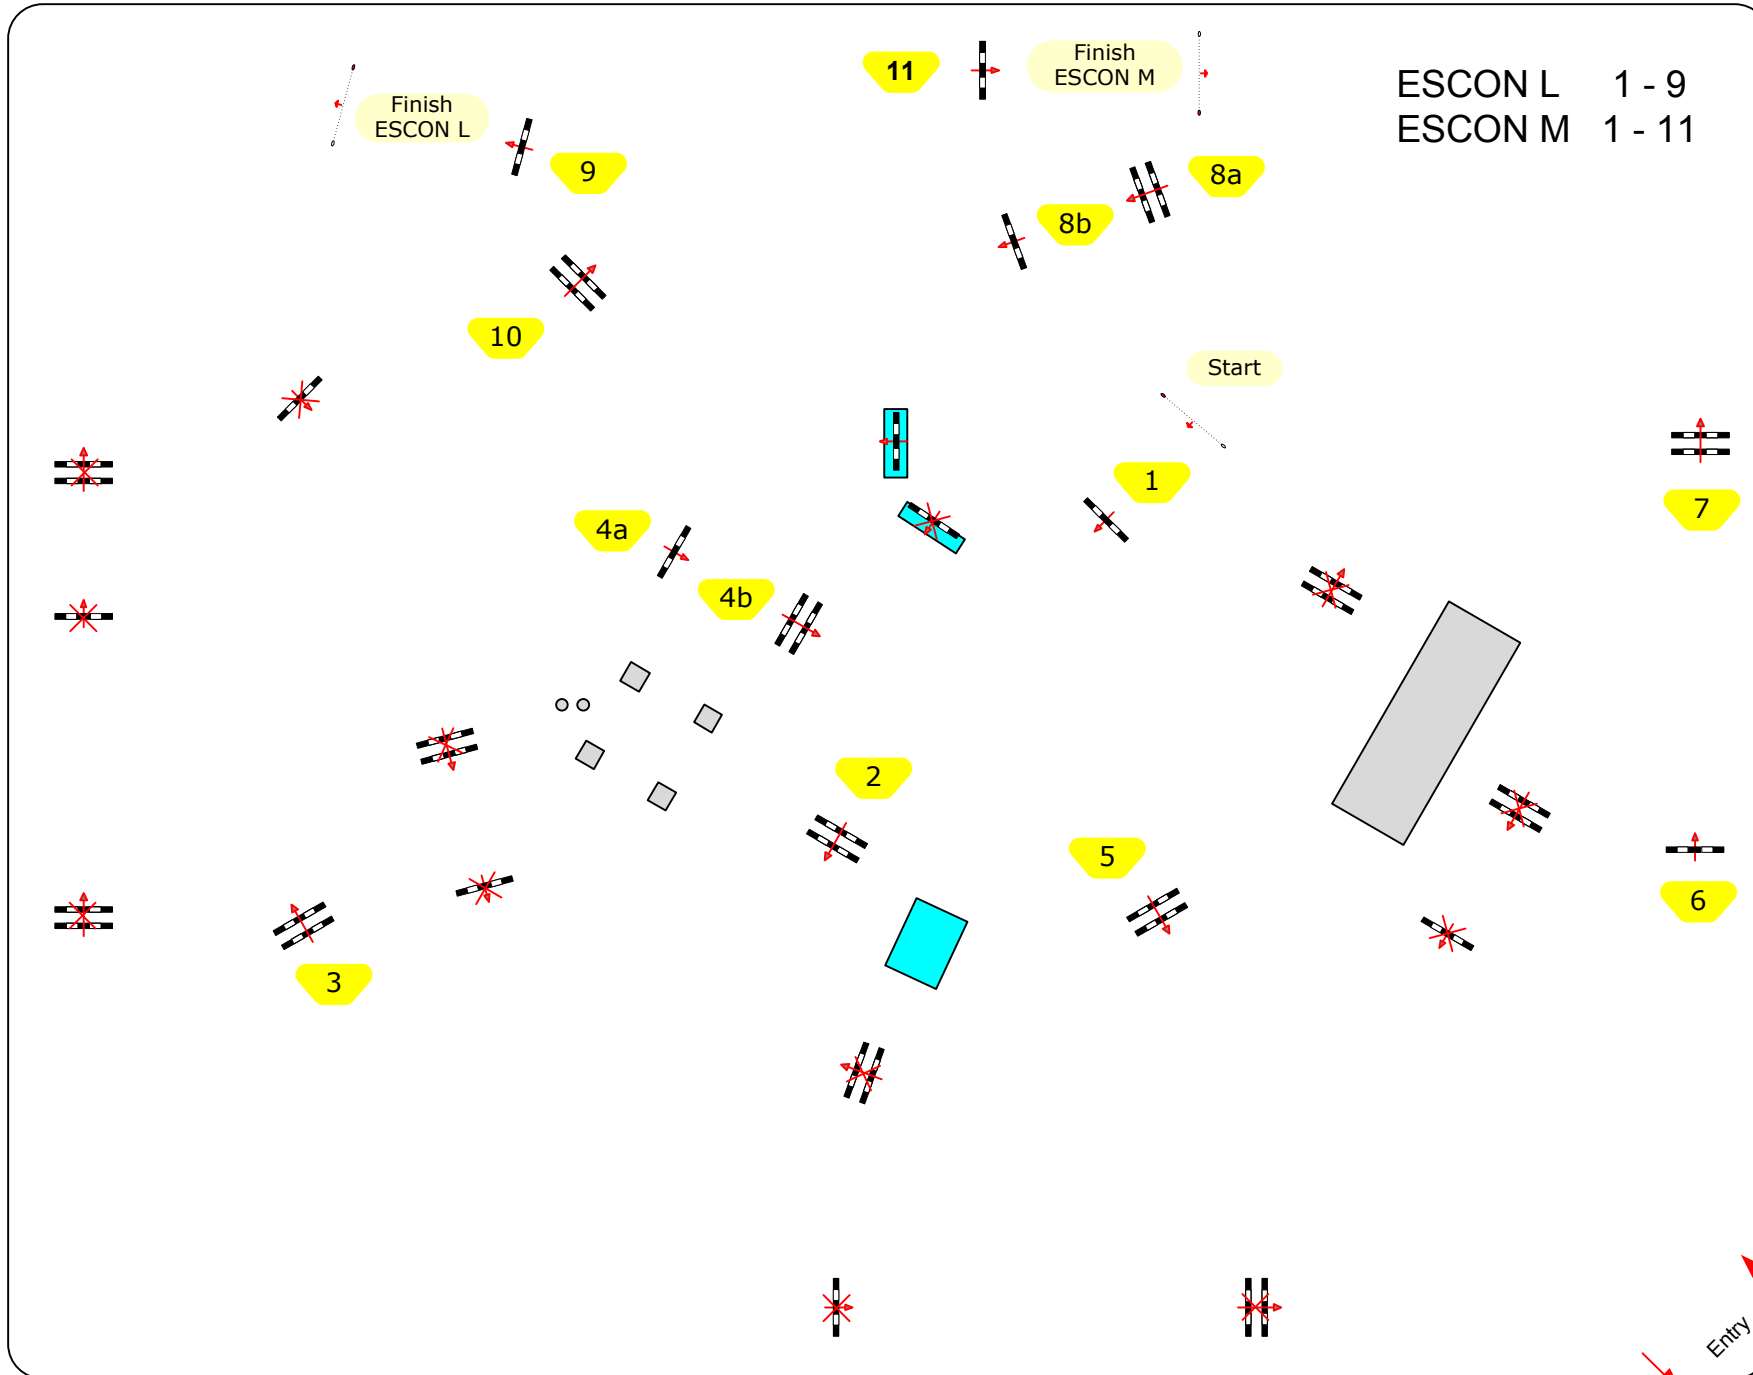 11
Finish
ESCON M
ESCON L 1 - 9
ESCON M 1 - 11
Finish
ESCON L
9
8a
8b
10
Start
1
7
4a
4b
2
5
6
3
Entry